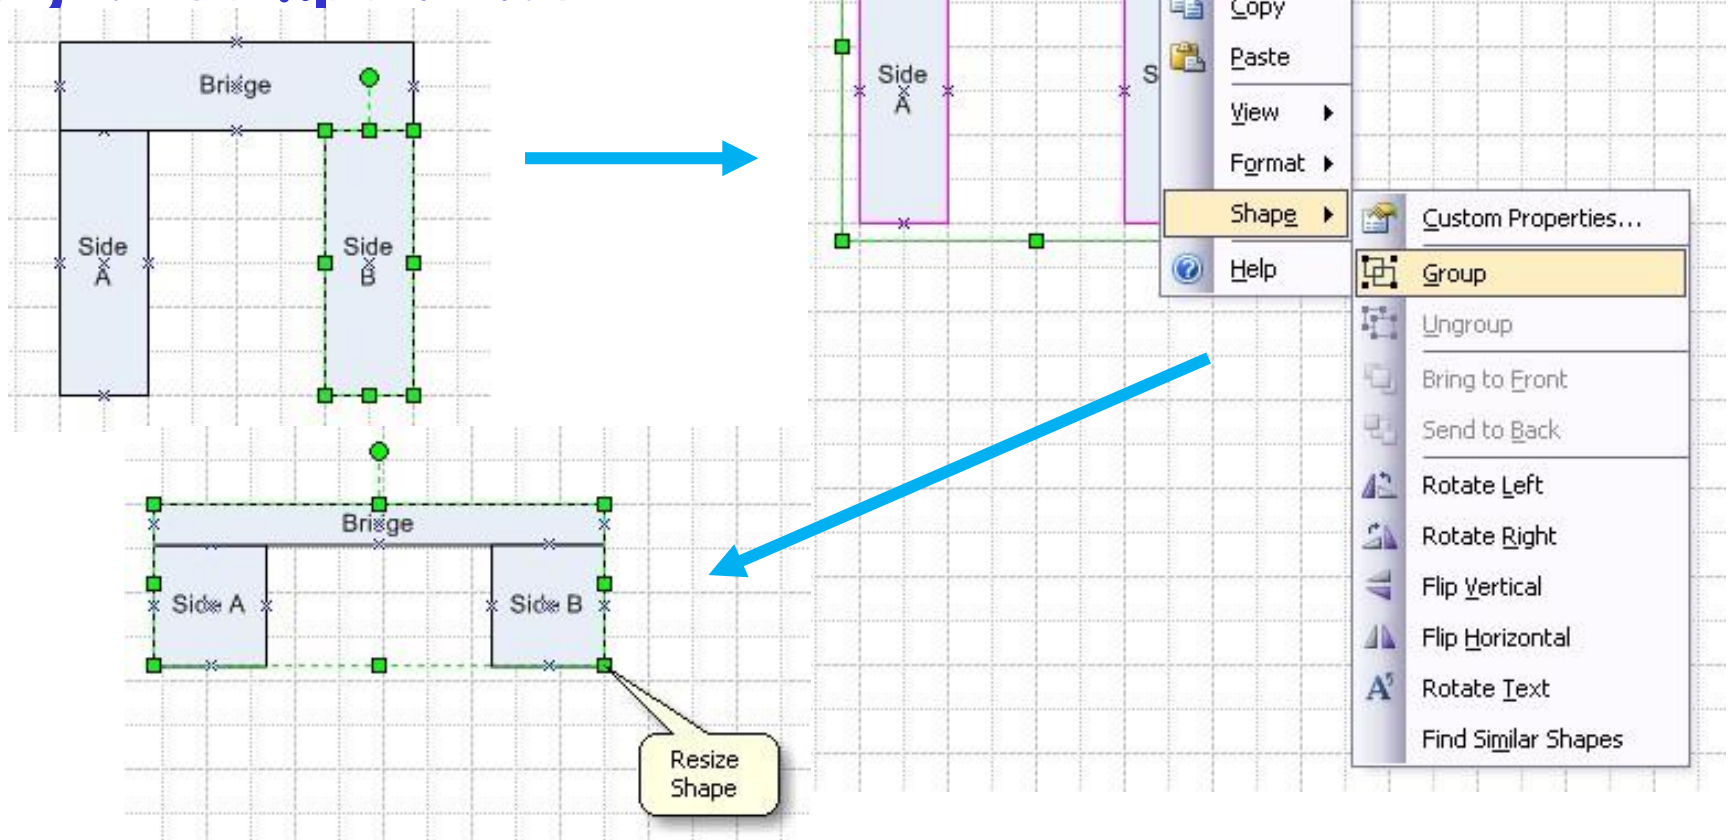 Bridge
Side
A
Side
B
Side
A
S
Copy
Paste
View
Format
Shape
Help
Custom Properties...
Group
Ungroup
Bring to Front
Send to Back
Rotate Left
Rotate Right
Flip Vertical
Flip Horizontal
Rotate Text
Find Similar Shapes
Bridge
Side A
Side B
Resize
Shape